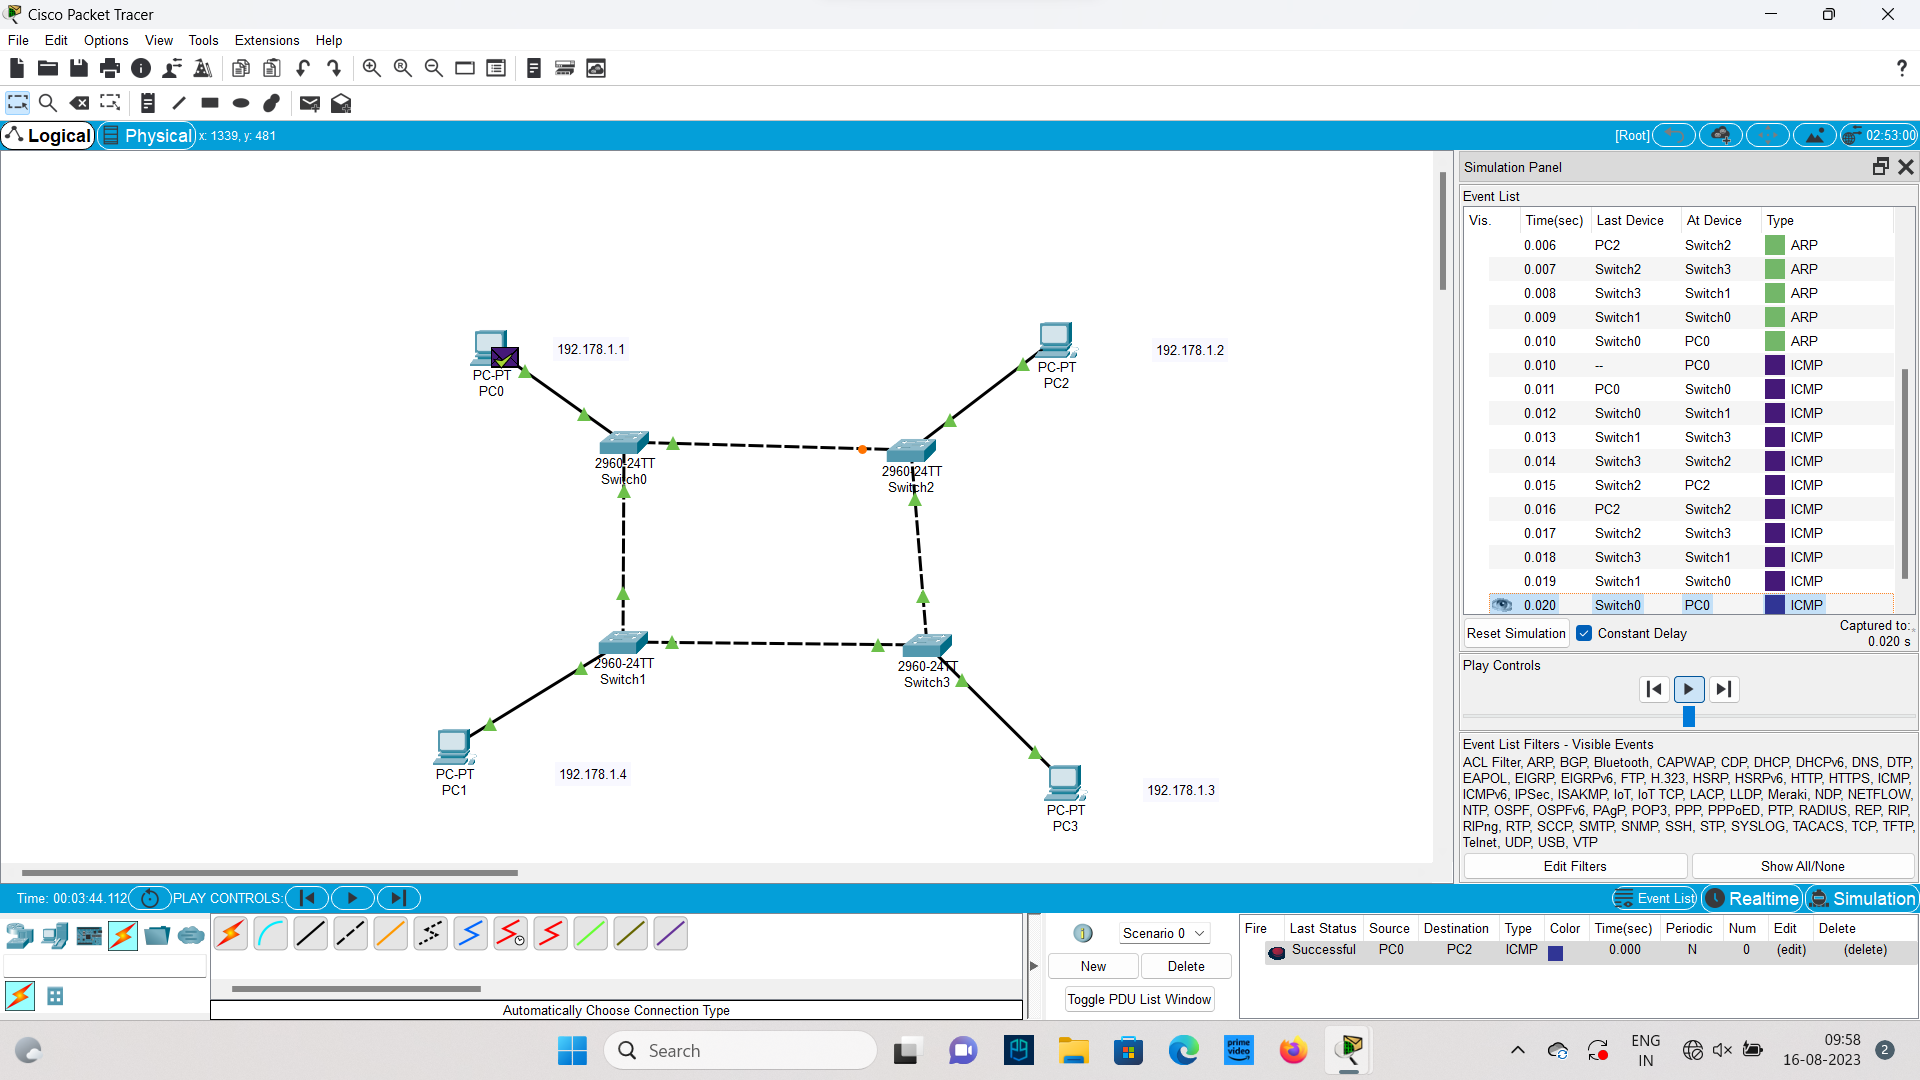 Cisco Packet Tracer
File Edit Options View Tools Extensions Help
Logical Physical x: 1339, y: 481 [Root] 02:53:00
Simulation Panel
Event List
Vis. Time(sec) Last Device At Device Type
0.006 PC2 Switch2 ARP
0.007 Switch2 Switch3 ARP
0.008 Switch3 Switch1 ARP
0.009 Switch1 Switch0 ARP
0.010 Switch0 PC0 ARP
0.010 -- PC0 ICMP
0.011 PC0 Switch0 ICMP
0.012 Switch0 Switch1 ICMP
0.013 Switch1 Switch3 ICMP
0.014 Switch3 Switch2 ICMP
0.015 Switch2 PC2 ICMP
0.016 PC2 Switch2 ICMP
0.017 Switch2 Switch3 ICMP
0.018 Switch3 Switch1 ICMP
0.019 Switch1 Switch0 ICMP
0.020 Switch0 PC0 ICMP
Reset Simulation Constant Delay Captured to:
0.020 s
Play Controls
Event List Filters - Visible Events
ACL Filter, ARP, BGP, Bluetooth, CAPWAP, CDP, DHCP, DHCPv6, DNS, DTP,
EAPOL, EIGRP, EIGRPv6, FTP, H.323, HSRP, HSRPv6, HTTP, HTTPS, ICMP,
ICMPv6, IPSec, ISAKMP, IoT, IoT TCP, LACP, LLDP, Meraki, NDP, NETFLOW,
NTP, OSPF, OSPFv6, PAgP, POP3, PPP, PPPoED, PTP, RADIUS, REP, RIP,
RIPng, RTP, SCCP, SMTP, SNMP, SSH, STP, SYSLOG, TACACS, TCP, TFTP,
Telnet, UDP, USB, VTP
Edit Filters Show All/None
192.178.1.1
PC-PT
PC0
192.178.1.2
PC-PT
PC2
2960-24TT
Switch0
2960-24TT
Switch2
2960-24TT
Switch1
2960-24TT
Switch3
PC-PT
PC1
192.178.1.4
PC-PT
PC3
192.178.1.3
Time: 00:03:44.112 PLAY CONTROLS: Event List Realtime Simulation
Automatically Choose Connection Type
Scenario 0
New Delete
Toggle PDU List Window
Fire Last Status Source Destination Type Color Time(sec) Periodic Num Edit Delete
Successful PC0 PC2 ICMP 0.000 N 0 (edit) (delete)
Search
prime
video
ENG
IN
09:58
16-08-2023
2